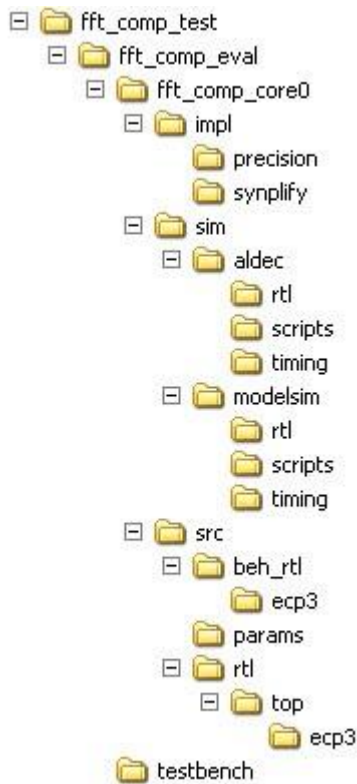 fft_comp_test
fft_comp_eval
fft_comp_core0
impl
precision
synplify
sim
aldec
rtl
scripts
timing
modelsim
rtl
scripts
timing
src
beh_rtl
ecp3
params
rtl
top
ecp3
testbench